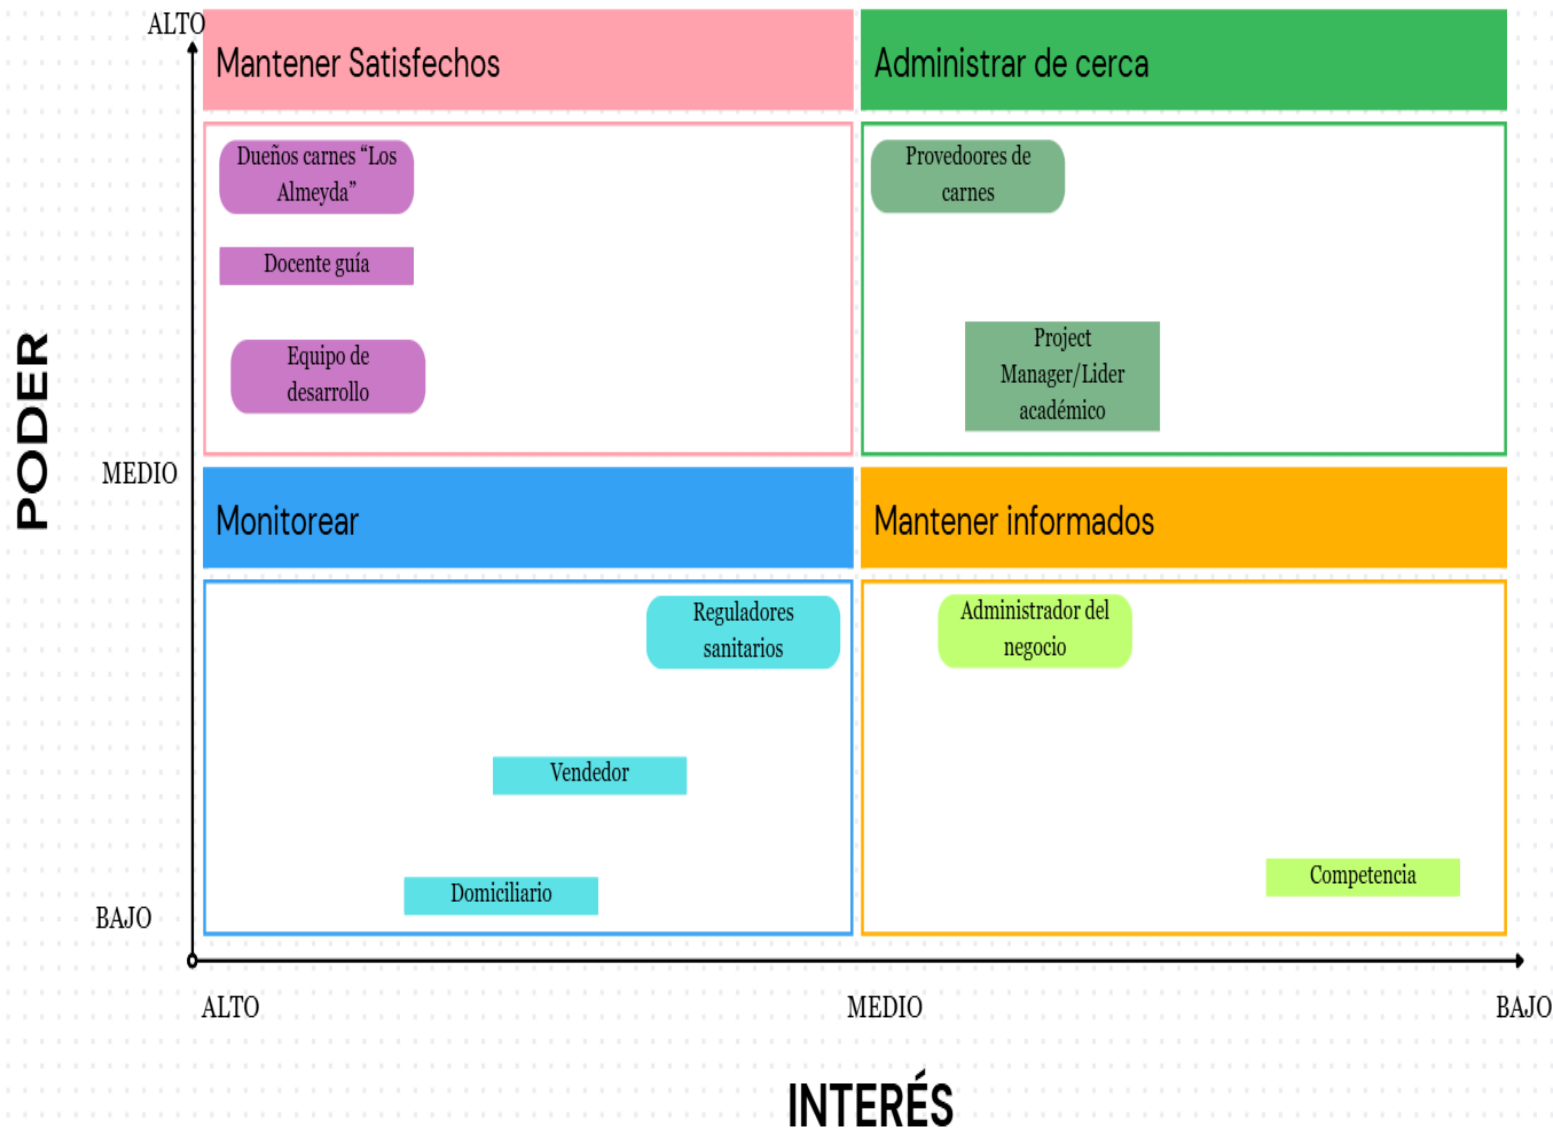 ALTO
Mantener Satisfechos
Administrar de cerca
Dueños carnes “Los
Almeyda”
Docente guía
Equipo de
desarrollo
Provedoores de
carnes
Project
Manager/Lider
académico
PODER
MEDIO
Monitorear
Mantener informados
Reguladores
sanitarios
Vendedor
Domiciliario
Administrador del
negocio
Competencia
BAJO
ALTO
MEDIO
BAJO
INTERÉS